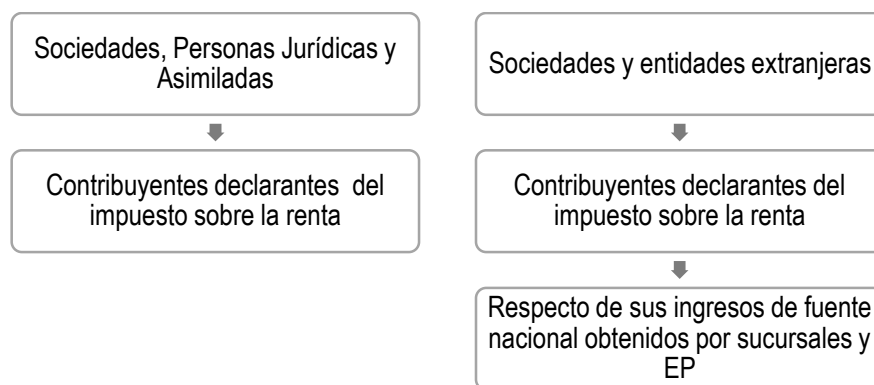 Sociedades, Personas Jurídicas y
Asimiladas
Contribuyentes declarantes del
impuesto sobre la renta
Sociedades y entidades extranjeras
Contribuyentes declarantes del
impuesto sobre la renta
Respecto de sus ingresos de fuente
nacional obtenidos por sucursales y
EP